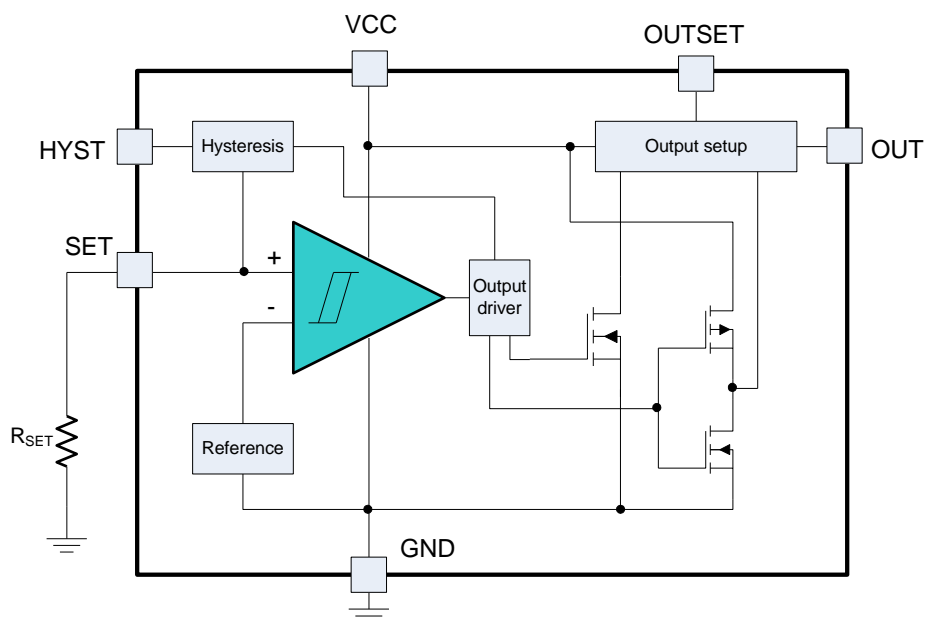 VCC
OUTSET
HYST
Hysteresis
Output setup
OUT
SET
+
-
Output
driver
RSET
Reference
GND